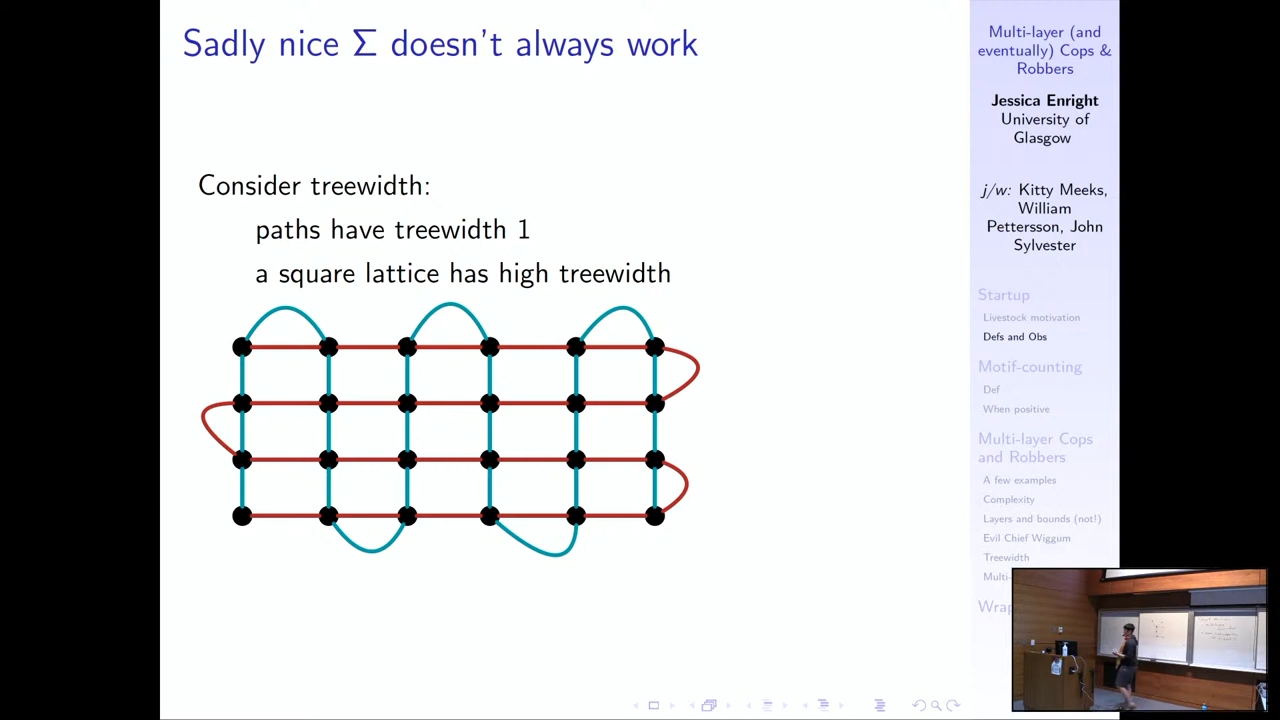 Sadly nice Σ doesn't always work
Consider treewidth:
paths have treewidth 1
a square lattice has high treewidth
Multi-layer (and
eventually) Cops &
Robbers
Jessica Enright
University of
Glasgow
j/w: Kitty Meeks,
William
Pettersson, John
Sylvester
Startup
Livestock motivation
Defs and Obs
Motif-counting
Def
When positive
Multi-layer Cops
and Robbers
A few examples
Complexity
Layers and bounds (not!)
Evil Chief Wiggum
Treewidth